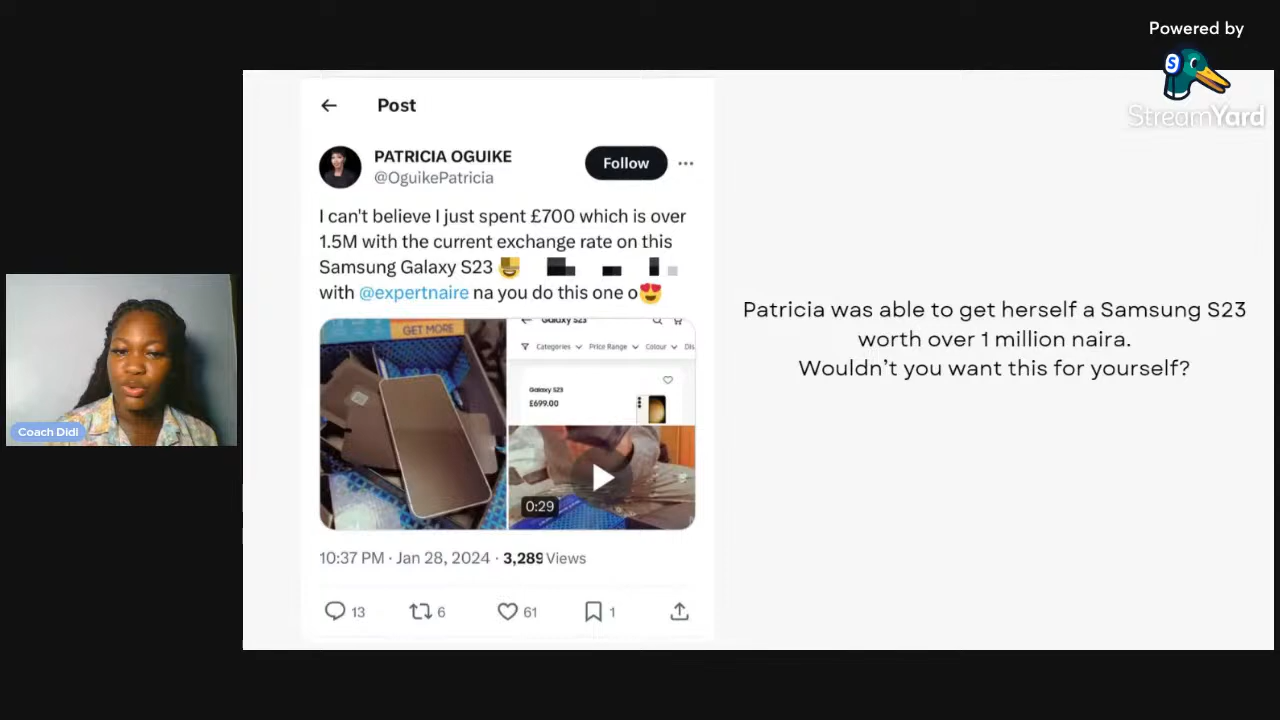 Powered by
S
StreamYard
Post
PATRICIA OGUIKE
@OguikePatricia
Follow
I can't believe I just spent £700 which is over
1.5M with the current exchange rate on this
Samsung Galaxy S23
with @expertnaire na you do this one o
GET MORE
Galaxy S23
Categories Price Range Colour Dis
Galaxy S23
£699.00
0:29
10:37 PM · Jan 28, 2024 · 3,289 Views
13 6 61 1
Patricia was able to get herself a Samsung S23
worth over 1 million naira.
Wouldn't you want this for yourself?
Coach Didi